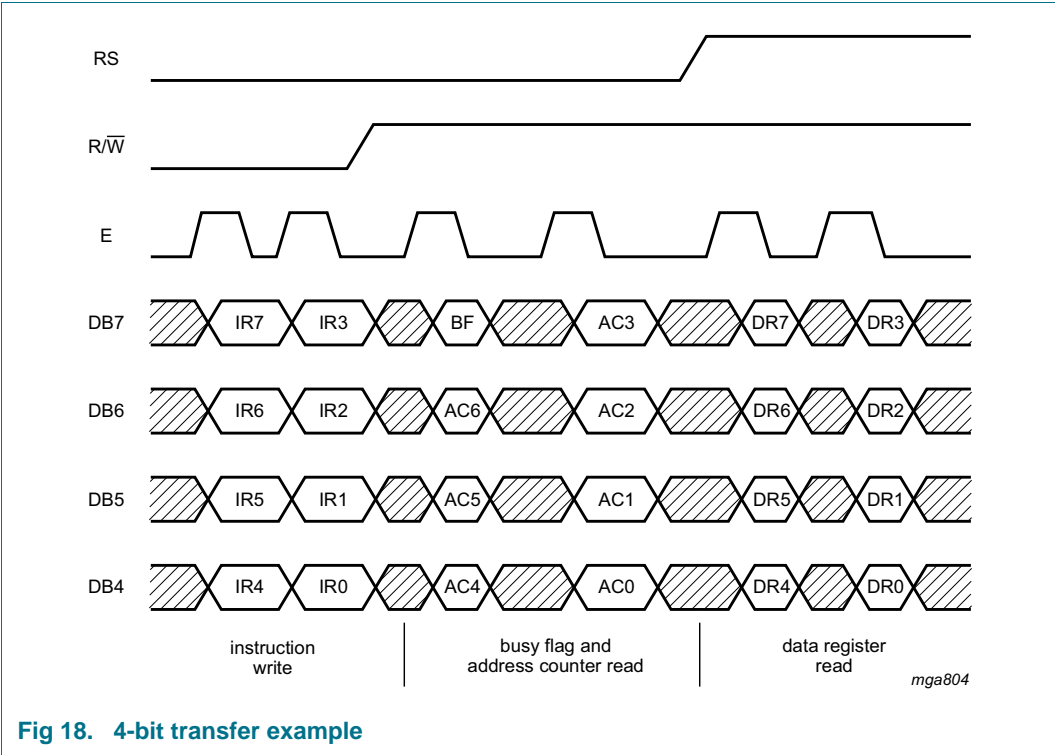 RS
R/W̅
E
DB7 IR7 IR3 BF AC3 DR7 DR3
DB6 IR6 IR2 AC6 AC2 DR6 DR2
DB5 IR5 IR1 AC5 AC1 DR5 DR1
DB4 IR4 IR0 AC4 AC0 DR4 DR0
instruction
write
busy flag and
address counter read
data register
read
mga804
Fig 18. 4-bit transfer example